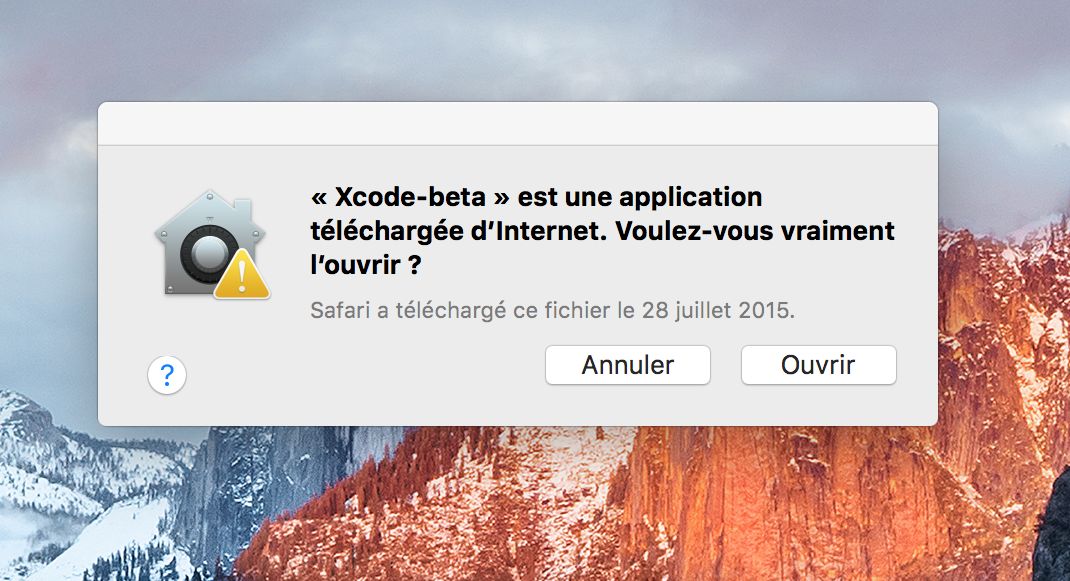 « Xcode-beta » est une application
téléchargée d’Internet. Voulez-vous vraiment
l’ouvrir ?
Safari a téléchargé ce fichier le 28 juillet 2015.
?
Annuler
Ouvrir